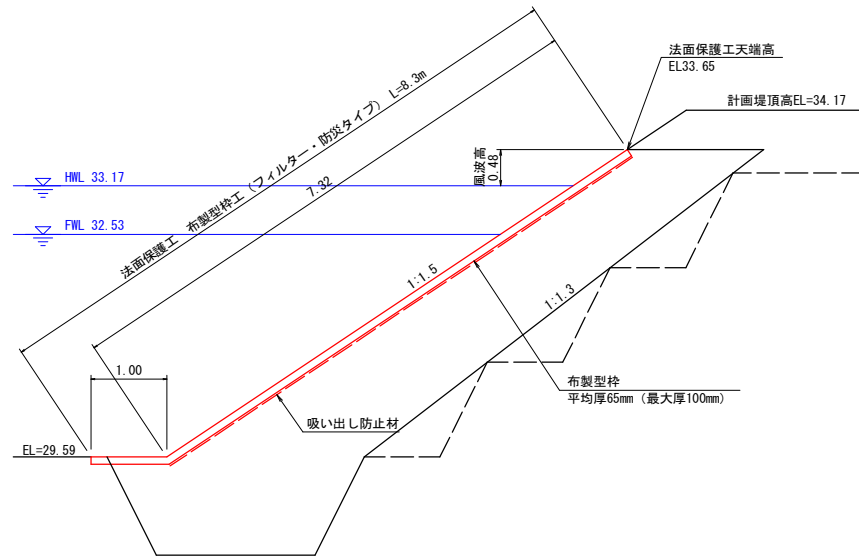 法面保護工天端高
EL33.65
計画堤頂高EL=34.17
法面保護工 布製型枠工（フィルター・防災タイプ） L=8.3m
7.32
風波高
0.48
HWL 33.17
FWL 32.53
1:1.5
1:1.3
1.00
布製型枠
平均厚65mm（最大厚100mm）
吸い出し防止材
EL=29.59